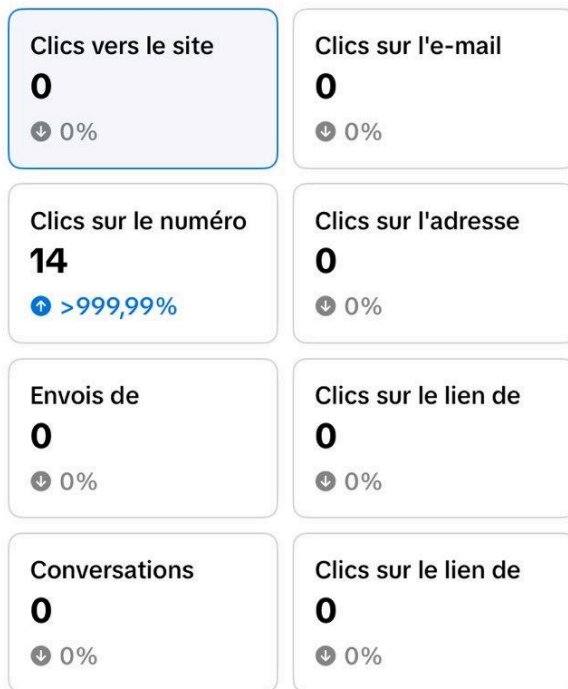 Clics vers le site
0
0%
Clics sur l'e-mail
0
0%
Clics sur le numéro
14
>999,99%
Clics sur l'adresse
0
0%
Envois de
0
0%
Clics sur le lien de
0
0%
Conversations
0
0%
Clics sur le lien de
0
0%